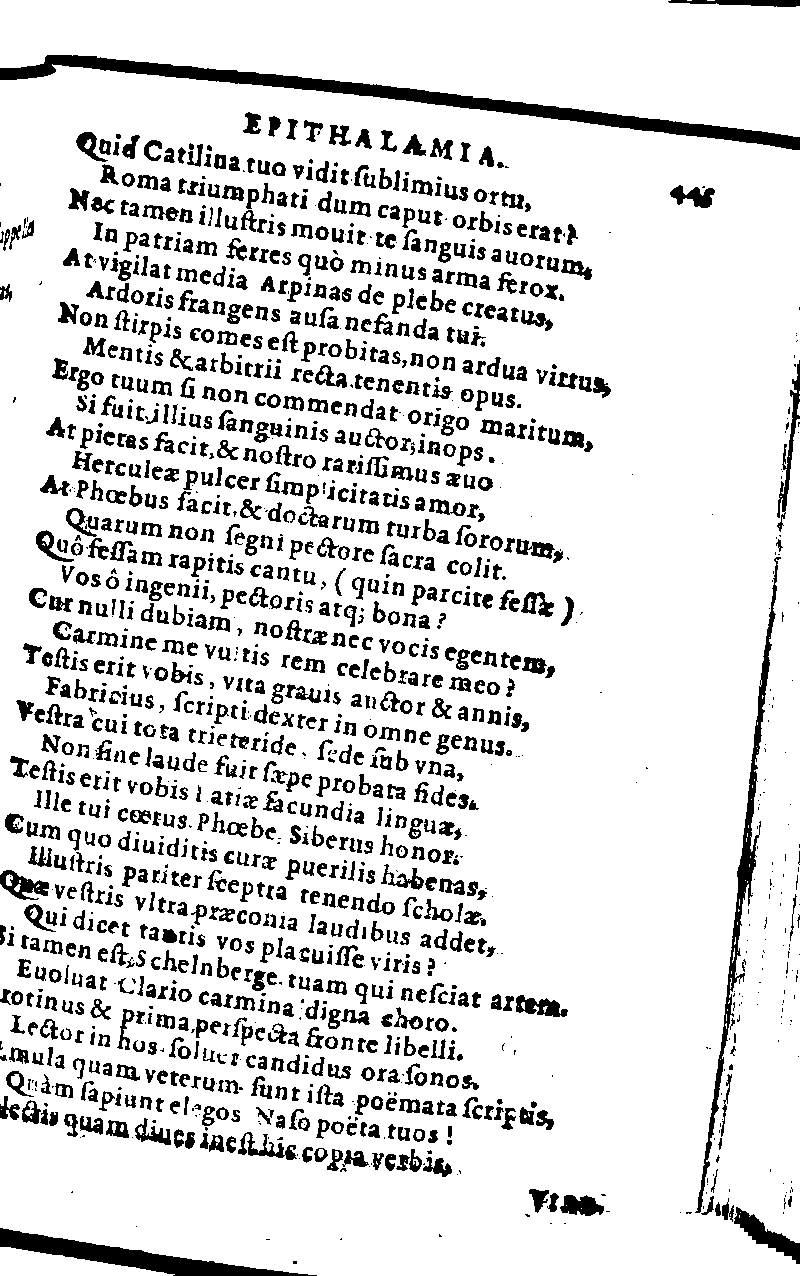 EPITHALAMIA.
445
Quid Catilina tuo vidit ſublimius ortu,
Roma triumphati dum caput orbis erat?
Nec tamen illuſtris mouit te ſanguis auorum,
In patriam ferres quò minus arma ferox.
At vigilat media Arpinas de plebe creatus,
Ardoris frangens auſa nefanda tui.
Non ſtirpis comes eſt probitas, non ardua virtus,
Mentis & arbitrii recta tenentis opus.
Ergo tuum ſi non commendat origo maritum,
Si fuit illius ſanguinis auctor, inops.
At pietas facit, & noſtro rariſſimus æuo
Herculeæ pulcer ſimplicitatis amor,
At Phœbus facit, & doctarum turba ſororum,
Quarum non ſegni pectore ſacra colit.
Quô feſſam rapitis cantu, ( quin parcite feſſæ )
Vos ô ingenii, pectoris atq; bona?
Cur nulli dubiam, noſtræ nec vocis egentem,
Carmine me vultis rem celebrare meo?
Teſtis erit vobis, vita grauis auctor & annis,
Fabricius, ſcripti dexter in omne genus.
Veſtra cui tota trieteride, ſede ſub vna,
Non ſine laude fuit ſæpe probata fides.
Teſtis erit vobis Latiæ facundia linguæ,
Ille tui cœtus Phœbe, Siberus honor.
Cum quo diuiditis curæ puerilis habenas,
Illuſtris pariter ſceptra tenendo ſcholæ.
Quæ veſtris vltra præconia laudibus addet,
Qui dicet tantis vos placuiſſe viris?
Si tamen eſt, Schelnberge tuam qui neſciat artem.
Euoluat Clario carmina digna choro.
rotinus & prima perſpecta fronte libelli.
Lector in hos ſoluet candidus ora ſonos.
mula quam veterum ſunt iſta poëmata ſcriptis,
Quàm ſapiunt elegos Naſo poëta tuos!
lectis quam diues ineſt his copia verbis,